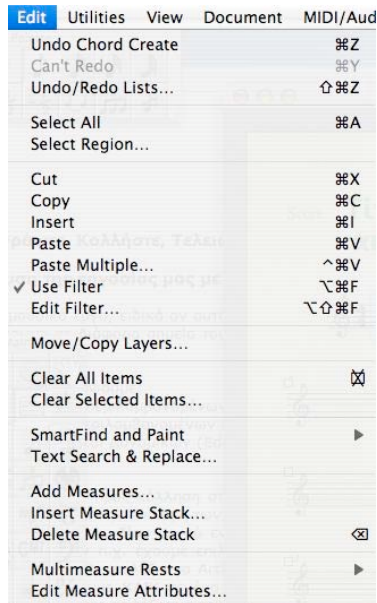 Edit Utilities View Document MIDI/Aud
Undo Chord Create ⌘Z
Can't Redo ⌘Y
Undo/Redo Lists... ⇧⌘Z
Select All ⌘A
Select Region...
Cut ⌘X
Copy ⌘C
Insert ⌘I
Paste ⌘V
Paste Multiple... ^⌘V
✓ Use Filter ⌥⌘F
Edit Filter... ⌥⇧⌘F
Move/Copy Layers...
Clear All Items ⌧
Clear Selected Items...
SmartFind and Paint ▶
Text Search & Replace...
Add Measures...
Insert Measure Stack...
Delete Measure Stack ⌫
Multimeasure Rests ▶
Edit Measure Attributes...